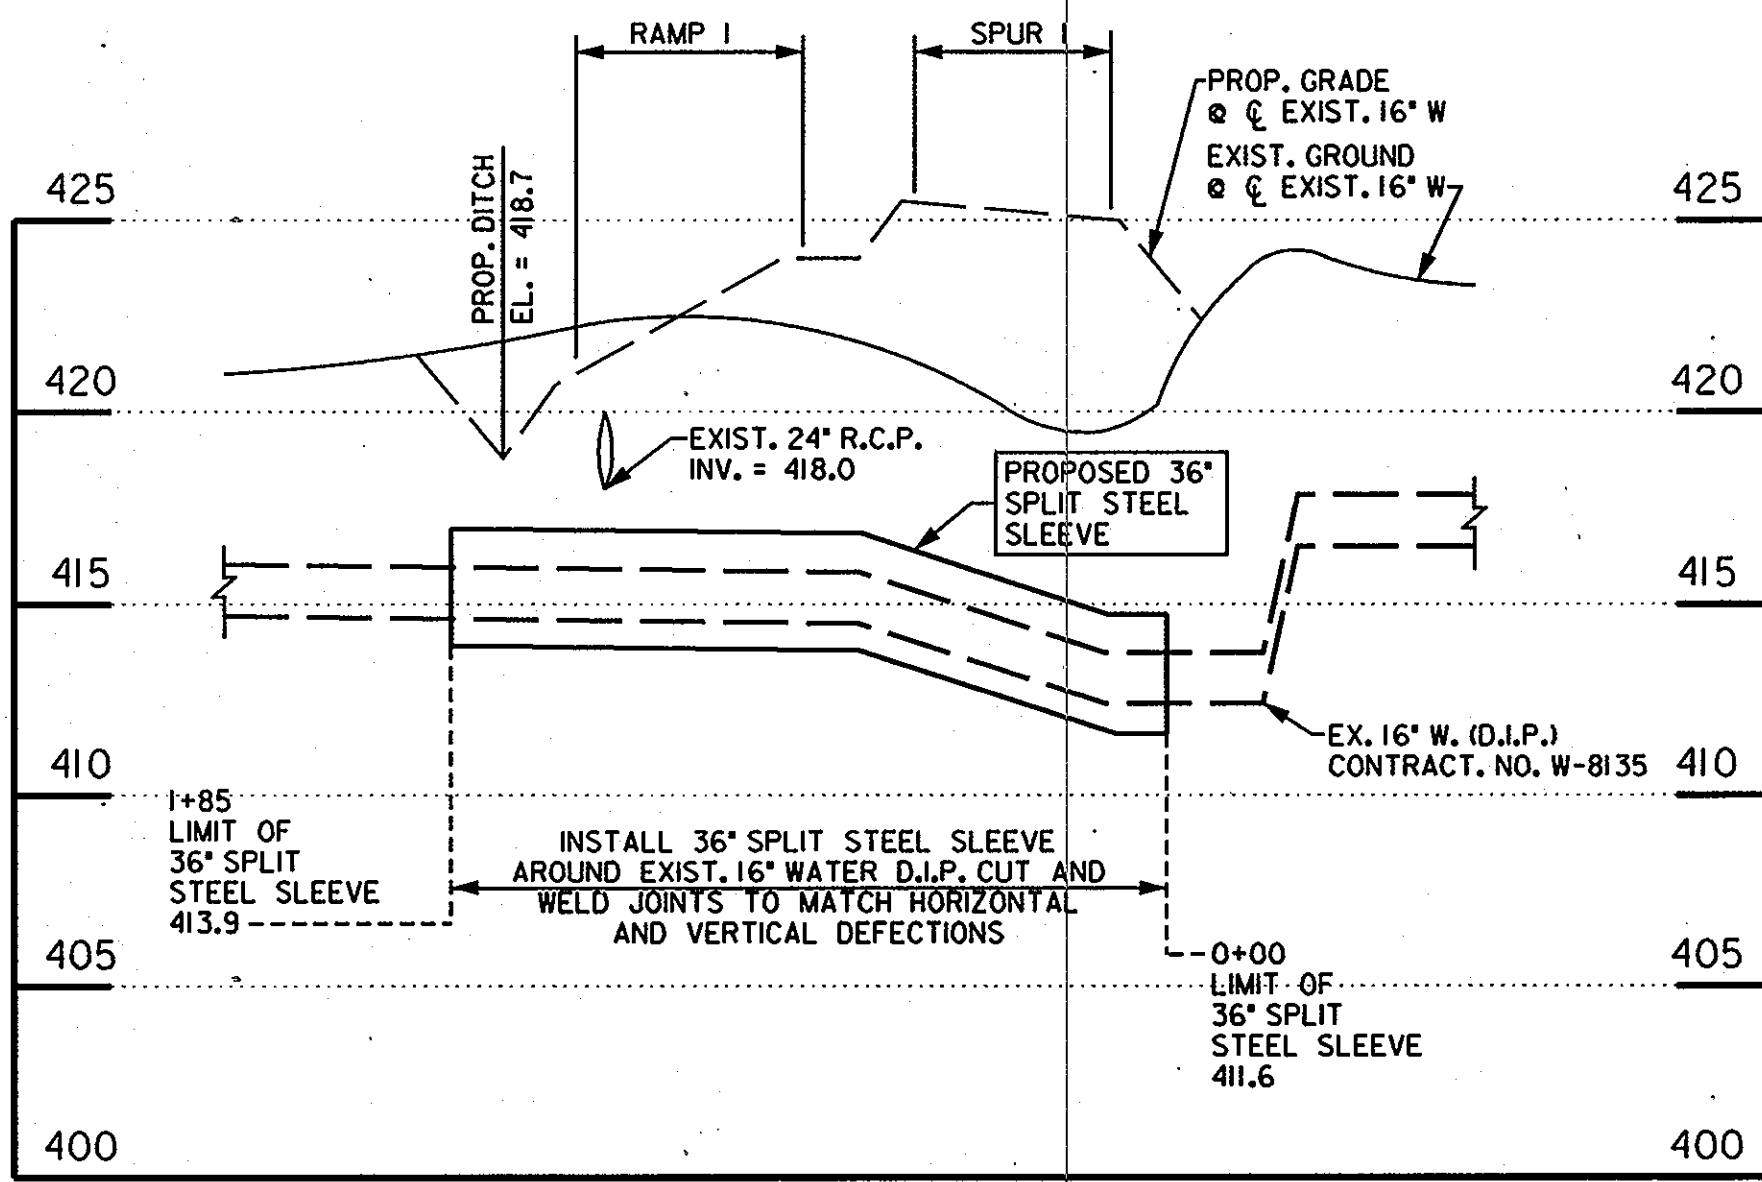 RAMP 1
SPUR 1
PROP. GRADE
@ ℄ EXIST. 16" W
EXIST. GROUND
@ ℄ EXIST. 16" W
PROP. DITCH
EL. = 418.7
425
425
420
420
EXIST. 24" R.C.P.
INV. = 418.0
PROPOSED 36"
SPLIT STEEL
SLEEVE
415
415
EX. 16" W. (D.I.P.)
CONTRACT. NO. W-8135
410
410
1+85
LIMIT OF
36" SPLIT
STEEL SLEEVE
413.9
INSTALL 36" SPLIT STEEL SLEEVE
AROUND EXIST. 16" WATER D.I.P. CUT AND
WELD JOINTS TO MATCH HORIZONTAL
AND VERTICAL DEFECTIONS
405
405
0+00
LIMIT OF
36" SPLIT
STEEL SLEEVE
411.6
400
400